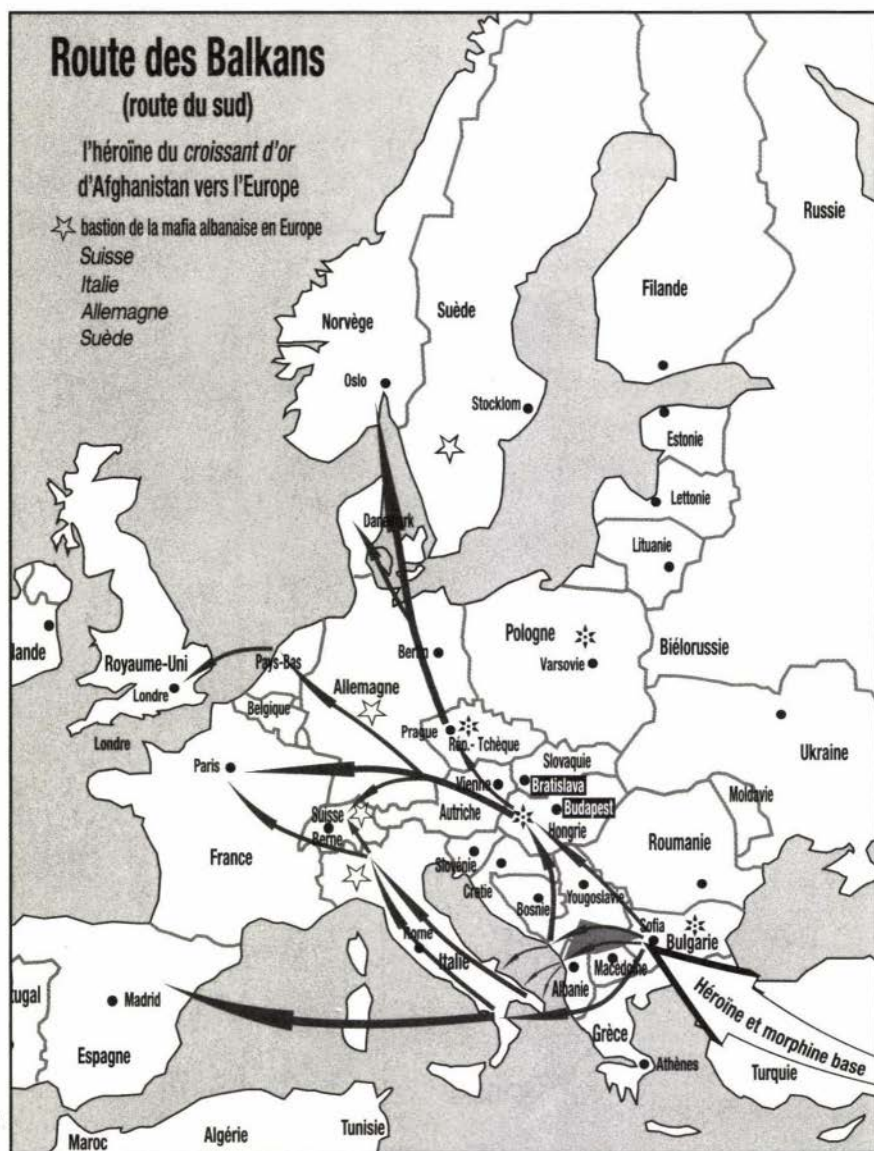 Route des Balkans
(route du sud)
l'héroïne du croissant d'or
d'Afghanistan vers l'Europe
bastion de la mafia albanaise en Europe
Suisse
Italie
Allemagne
Suède
Russie
Filande
Suède
Norvège
Oslo
Stocklom
Estonie
Lettonie
Danemark
Lituanie
Pologne
Biélorussie
lande
Royaume-Uni
Pays-Bas
Berlin
Varsovie
Londre
Allemagne
Belgique
Prague
Rép.- Tchèque
Londre
Slovaquie
Ukraine
Paris
Vienne
Bratislava
Moldavie
Suisse
Autriche
Budapest
Berne
Hongrie
Roumanie
France
Slovénie
Cretie
Yougoslavie
Bosnie
Sofia
Bulgarie
Rome
Italie
Macédoine
Albanie
tugal
Madrid
Héroïne et morphine base
Espagne
Grèce
Athènes
Turquie
Tunisie
Algérie
Maroc